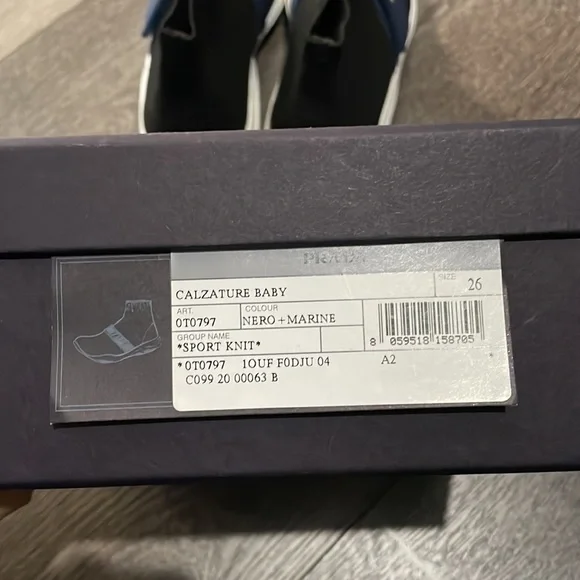 PRADA
CALZATURE BABY
SIZE 26
ART. 0T0797
COLOUR NERO+MARINE
GROUP NAME
*SPORT KNIT*
8 059518 158705
*0T0797 1OUF F0DJU 04 A2
C099 20 00063 B